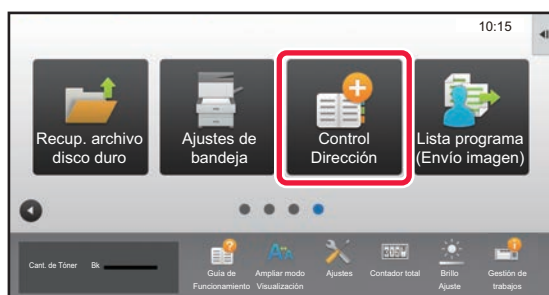 10:15
Recup. archivo
disco duro
Ajustes de
bandeja
Control
Dirección
Lista programa
(Envío imagen)
Cant. de Tóner Bk
Guía de
Funcionamiento
Ampliar modo
Visualización
Ajustes
Contador total
Brillo
Ajuste
Gestión de
trabajos